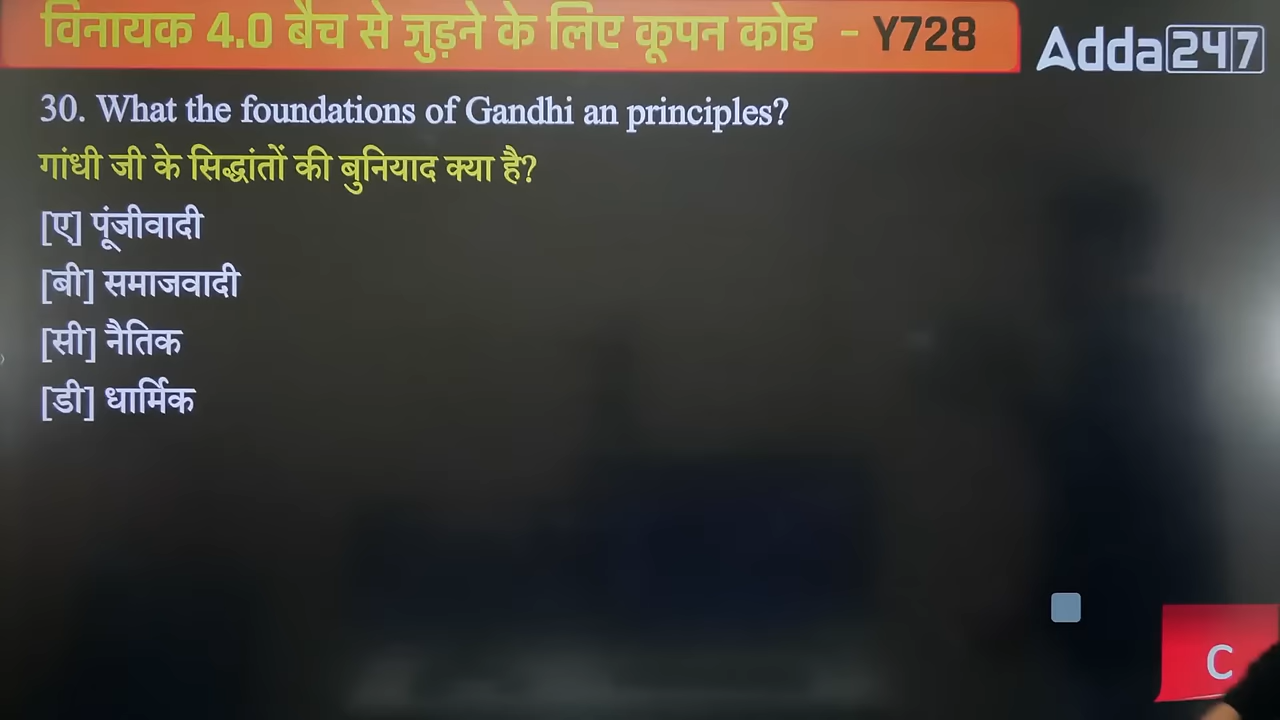 विनायक 4.0 बैच से जुड़ने के लिए कूपन कोड - Y728
Adda247
30. What the foundations of Gandhi an principles?
गांधी जी के सिद्धांतों की बुनियाद क्या है?
[ए] पूंजीवादी
[बी] समाजवादी
[सी] नैतिक
[डी] धार्मिक
C